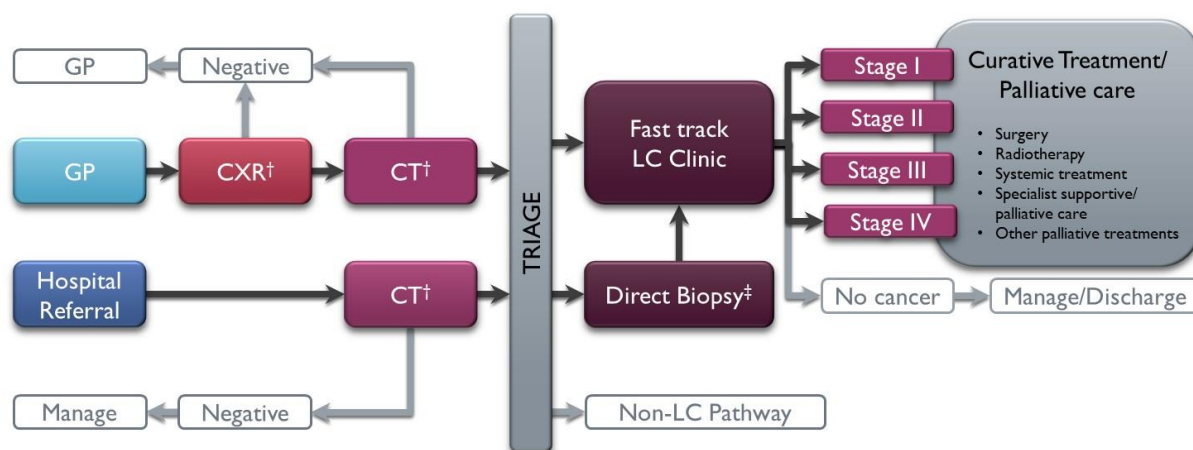 GP
Negative
GP
CXR†
CT†
Hospital
Referral
CT†
Manage
Negative
TRIAGE
Fast track
LC Clinic
Direct Biopsy‡
Non-LC Pathway
Stage I
Stage II
Stage III
Stage IV
Curative Treatment/
Palliative care
• Surgery
• Radiotherapy
• Systemic treatment
• Specialist supportive/
palliative care
• Other palliative treatments
No cancer
Manage/Discharge